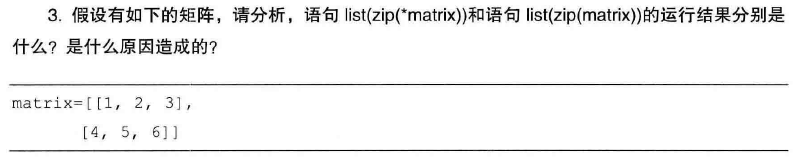 3. 假设有如下的矩阵，请分析，语句 list(zip(*matrix))和语句 list(zip(matrix))的运行结果分别是
什么？是什么原因造成的？
matrix=[[1, 2, 3],
[4, 5, 6]]